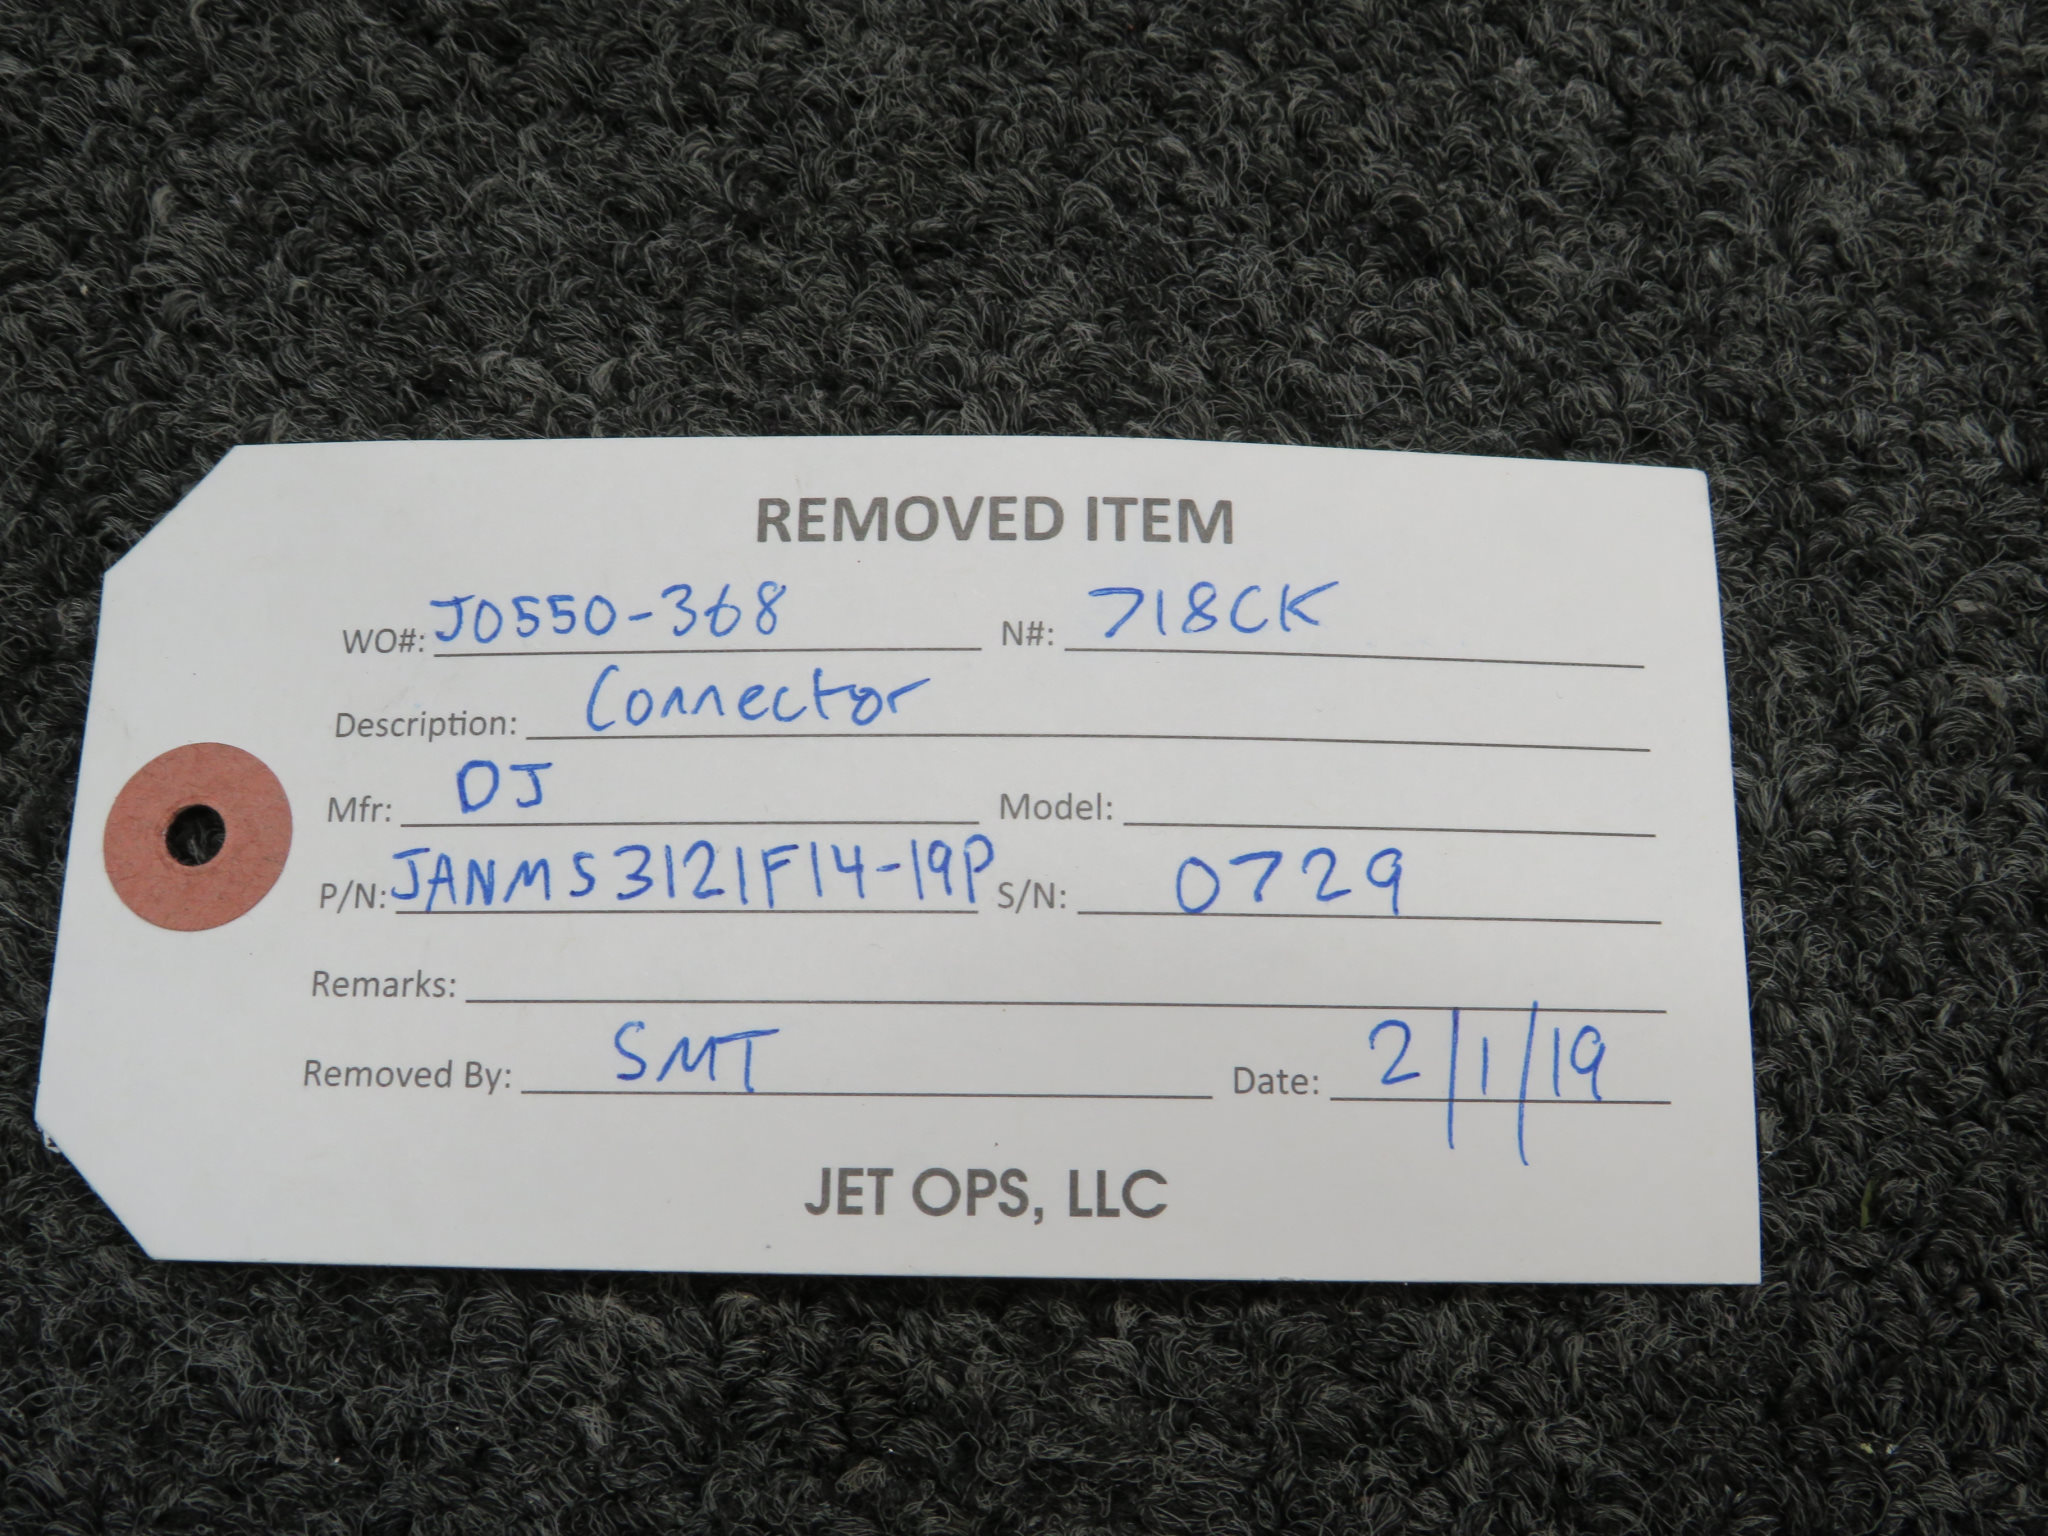 REMOVED ITEM
WO#: JO550-368 N#: 718CK
Description: Connector
Mfr: DJ Model:
P/N: JANMS3121F14-19P S/N: 0729
Remarks:
Removed By: SMT Date: 2/1/19
JET OPS, LLC